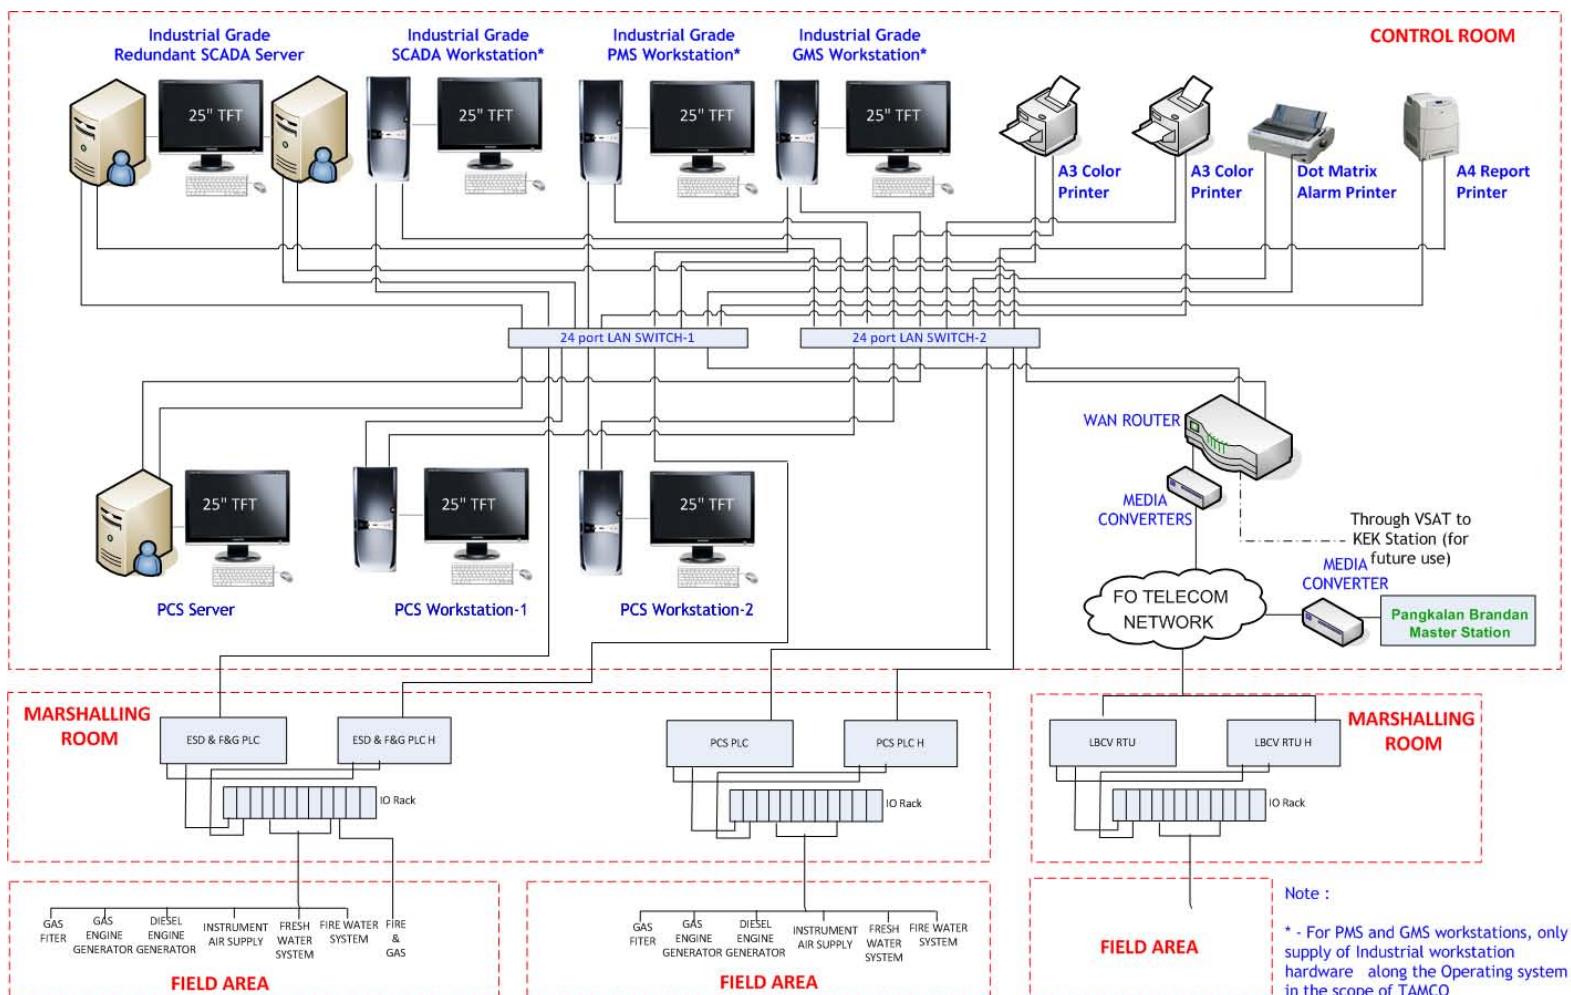 CONTROL ROOM
Industrial Grade
Redundant SCADA Server
Industrial Grade
SCADA Workstation*
Industrial Grade
PMS Workstation*
Industrial Grade
GMS Workstation*
25" TFT
25" TFT
25" TFT
25" TFT
A3 Color
Printer
A3 Color
Printer
Dot Matrix
Alarm Printer
A4 Report
Printer
24 port LAN SWITCH-1
24 port LAN SWITCH-2
WAN ROUTER
MEDIA
CONVERTERS
Through VSAT to
KEK Station (for
future use)
MEDIA
CONVERTER
FO TELECOM
NETWORK
Pangkalan Brandan
Master Station
25" TFT
25" TFT
25" TFT
PCS Server
PCS Workstation-1
PCS Workstation-2
MARSHALLING
ROOM
ESD & F&G PLC
ESD & F&G PLC H
IO Rack
PCS PLC
PCS PLC H
IO Rack
MARSHALLING
ROOM
LBCV RTU
LBCV RTU H
IO Rack
GAS
FITER
GAS
ENGINE
GENERATOR
DIESEL
ENGINE
GENERATOR
INSTRUMENT
AIR SUPPLY
FRESH
WATER
SYSTEM
FIRE WATER
SYSTEM
FIRE
&
GAS
FIELD AREA
GAS
FITER
GAS
ENGINE
GENERATOR
DIESEL
ENGINE
GENERATOR
INSTRUMENT
AIR SUPPLY
FRESH
WATER
SYSTEM
FIRE WATER
SYSTEM
FIELD AREA
FIELD AREA
Note :
* - For PMS and GMS workstations, only
supply of Industrial workstation
hardware along the Operating system
in the scope of TAMCO